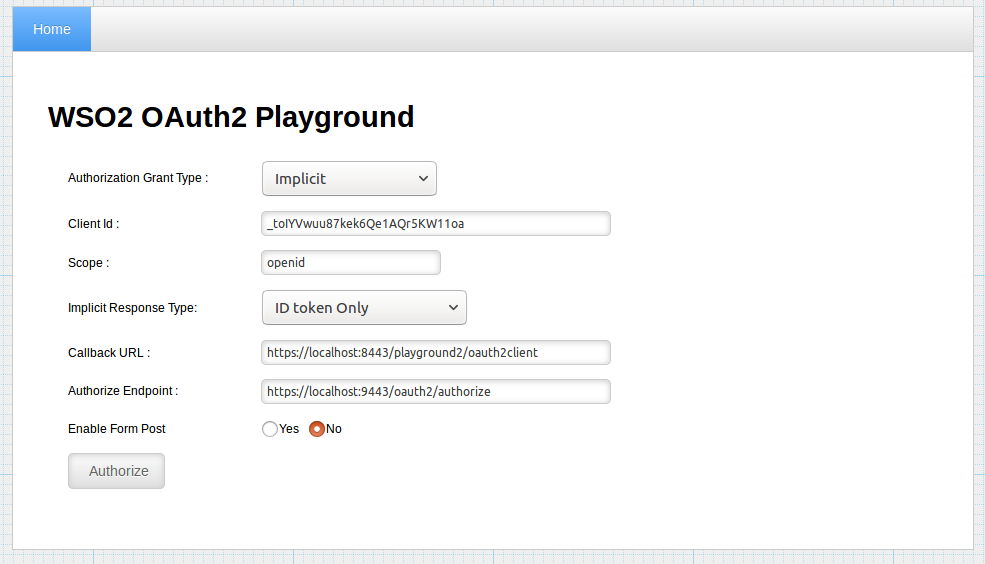 Home
WSO2 OAuth2 Playground
Authorization Grant Type : Implicit
Client Id : _toIYVwuu87kek6Qe1AQr5KW11oa
Scope : openid
Implicit Response Type: ID token Only
Callback URL : https://localhost:8443/playground2/oauth2client
Authorize Endpoint : https://localhost:9443/oauth2/authorize
Enable Form Post Yes No
Authorize